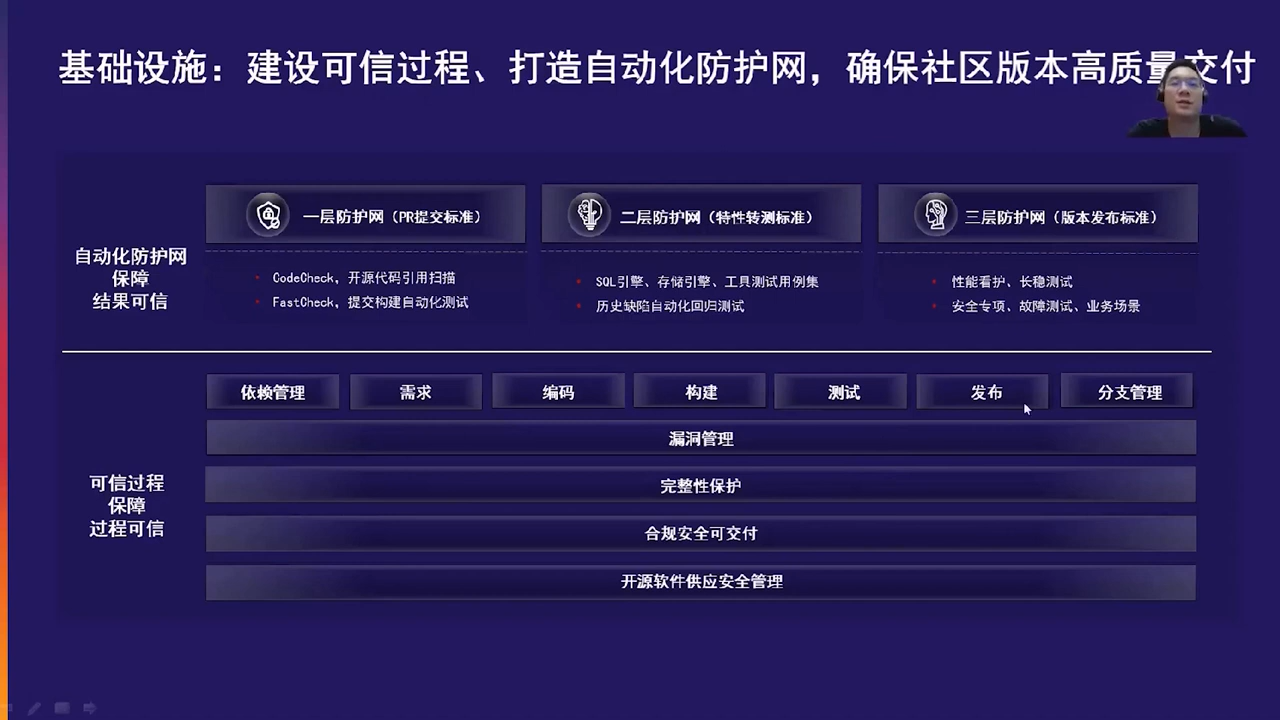 基础设施：建设可信过程、打造自动化防护网，确保社区版本高质量交付
一层防护网（PR提交标准）
二层防护网（特性转测标准）
三层防护网（版本发布标准）
自动化防护网
保障
结果可信
CodeCheck，开源代码引用扫描
FastCheck，提交构建自动化测试
SQL引擎、存储引擎、工具测试用例集
历史缺陷自动化回归测试
性能看护、长稳测试
安全专项、故障测试、业务场景
依赖管理
需求
编码
构建
测试
发布
分支管理
漏洞管理
可信过程
保障
过程可信
完整性保护
合规安全可交付
开源软件供应安全管理